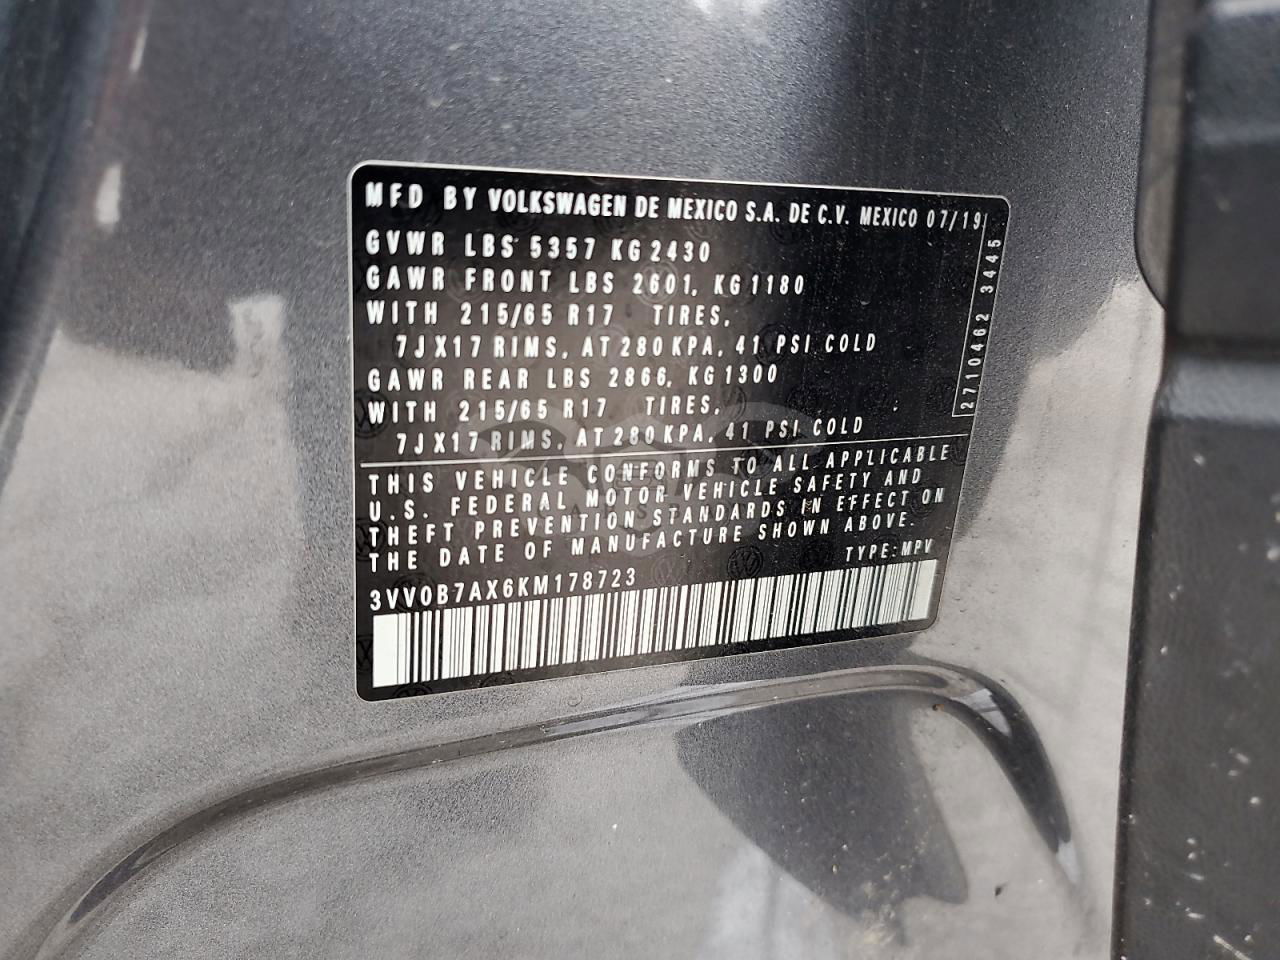 MFD BY VOLKSWAGEN DE MEXICO S.A. DE C.V. MEXICO 07/19
GVWR LBS 5357 KG 2430
GAWR FRONT LBS 2601, KG 1180
WITH 215/65 R17 TIRES,
7JX17 RIMS, AT 280 KPA, 41 PSI COLD
GAWR REAR LBS 2866, KG 1300
WITH 215/65 R17 TIRES,
7JX17 RIMS, AT 280 KPA, 41 PSI COLD
2710462 3445
THIS VEHICLE CONFORMS TO ALL APPLICABLE
U.S. FEDERAL MOTOR VEHICLE SAFETY AND
THEFT PREVENTION STANDARDS IN EFFECT ON
THE DATE OF MANUFACTURE SHOWN ABOVE.
TYPE: MPV
3VV0B7AX6KM178723